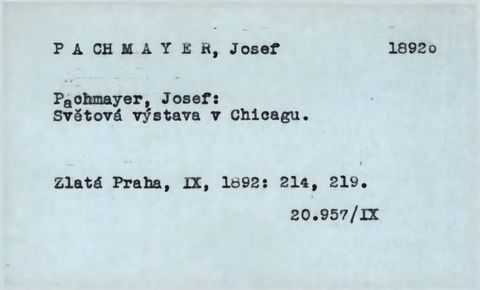 P A CH M A Y E R, Josef 1892o
Pachmayer, Josef:
Světová výstava v Chicagu.
Zlatá Praha, IX, 1892: 214, 219.
20.957/IX